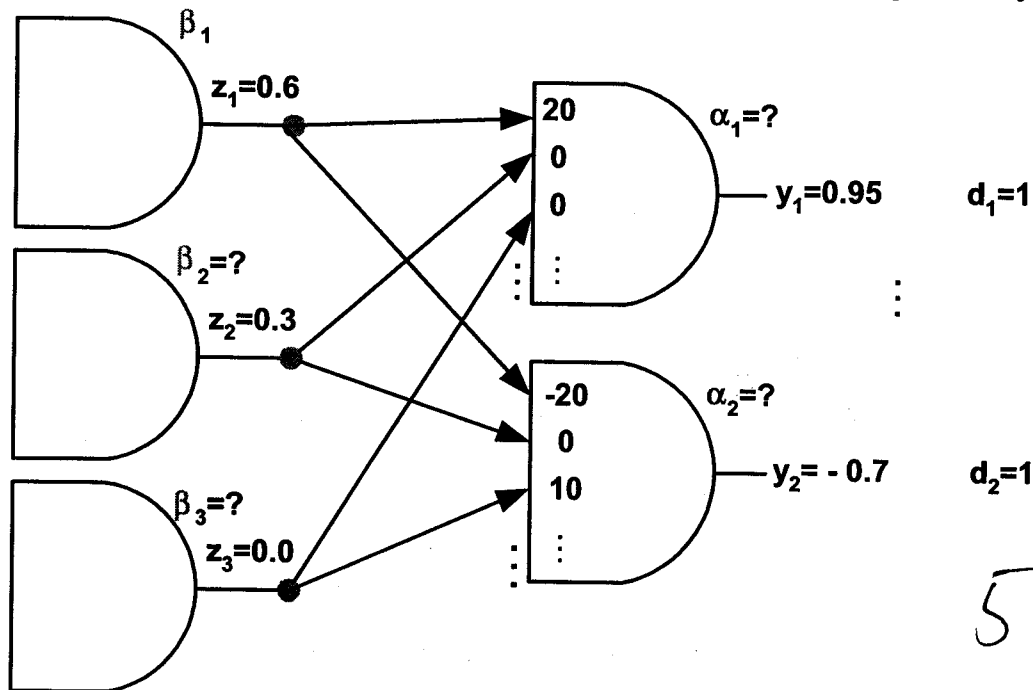 β₁
z₁=0.6
20
α₁=?
0
0
y₁=0.95
d₁=1
⋮
⋮
⋮
β₂=?
z₂=0.3
-20
α₂=?
0
10
y₂= - 0.7
d₂=1
⋮
⋮
β₃=?
z₃=0.0
5